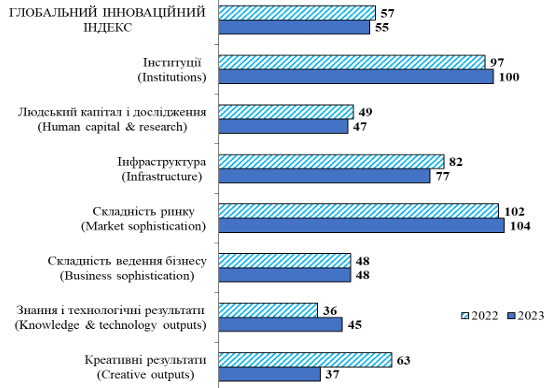 ГЛОБАЛЬНИЙ ІННОВАЦІЙНИЙ
ІНДЕКС
57
55
Інституції
(Institutions)
97
100
Людський капітал і дослідження
(Human capital & research)
49
47
Інфраструктура
(Infrastructure)
82
77
Складність ринку
(Market sophistication)
102
104
Складність ведення бізнесу
(Business sophistication)
48
48
Знання і технологічні результати
(Knowledge & technology outputs)
36
45
2022 2023
Креативні результати
(Creative outputs)
63
37